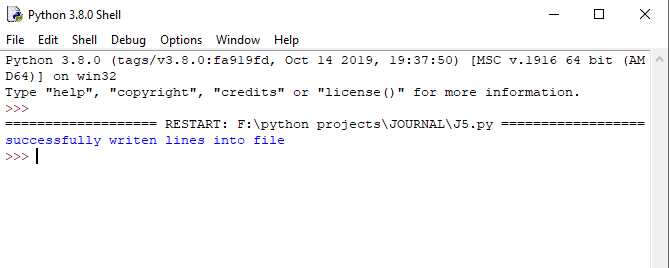 Python 3.8.0 Shell
File Edit Shell Debug Options Window Help
Python 3.8.0 (tags/v3.8.0:fa919fd, Oct 14 2019, 19:37:50) [MSC v.1916 64 bit (AM
D64)] on win32
Type "help", "copyright", "credits" or "license()" for more information.
>>>
=================== RESTART: F:\python projects\JOURNAL\J5.py ==================
successfully writen lines into file
>>>